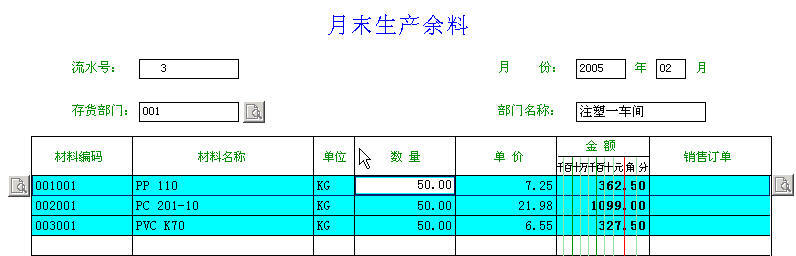 月末生产余料
流水号: 3 月 份: 2005 年 02 月
存货部门: 001 部门名称: 注塑一车间
材料编码 材料名称 单位 数量 单价 金额 销售订单
千百十万千百十元角分
001001 PP 110 KG 50.00 7.25 362.50
002001 PC 201-10 KG 50.00 21.98 1099.00
003001 PVC K70 KG 50.00 6.55 327.50